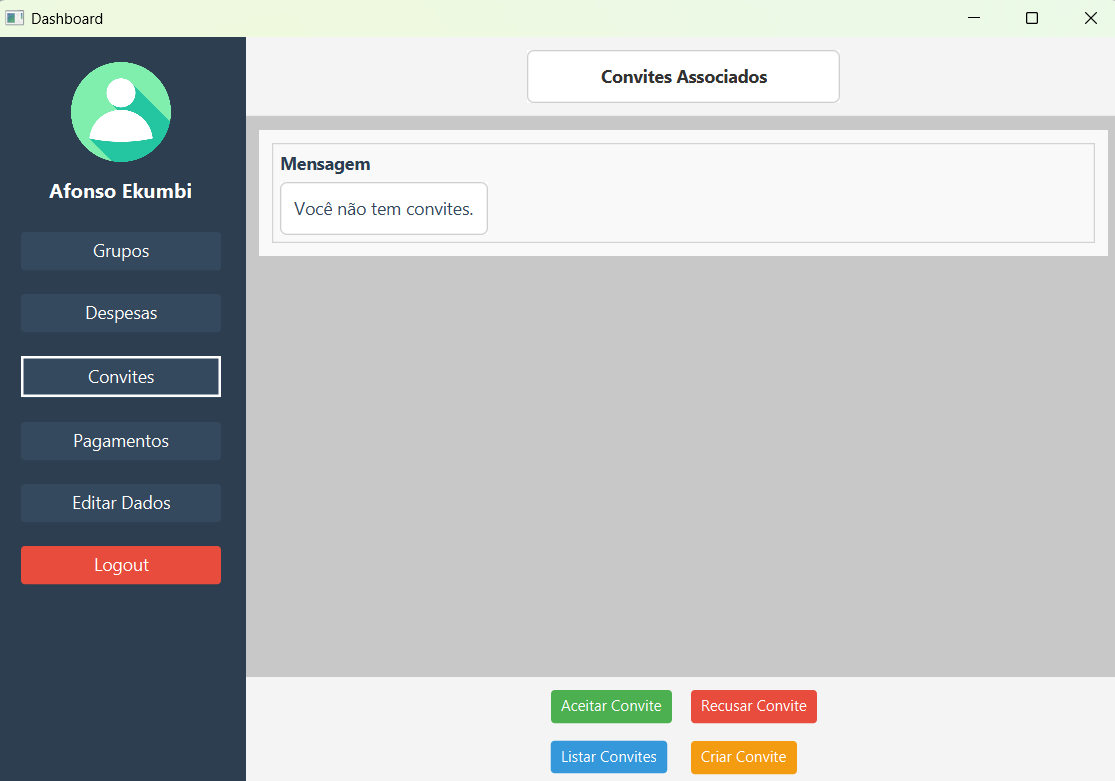 Dashboard
Afonso Ekumbi
Grupos
Despesas
Convites
Pagamentos
Editar Dados
Logout
Convites Associados
Mensagem
Você não tem convites.
Aceitar Convite
Recusar Convite
Listar Convites
Criar Convite